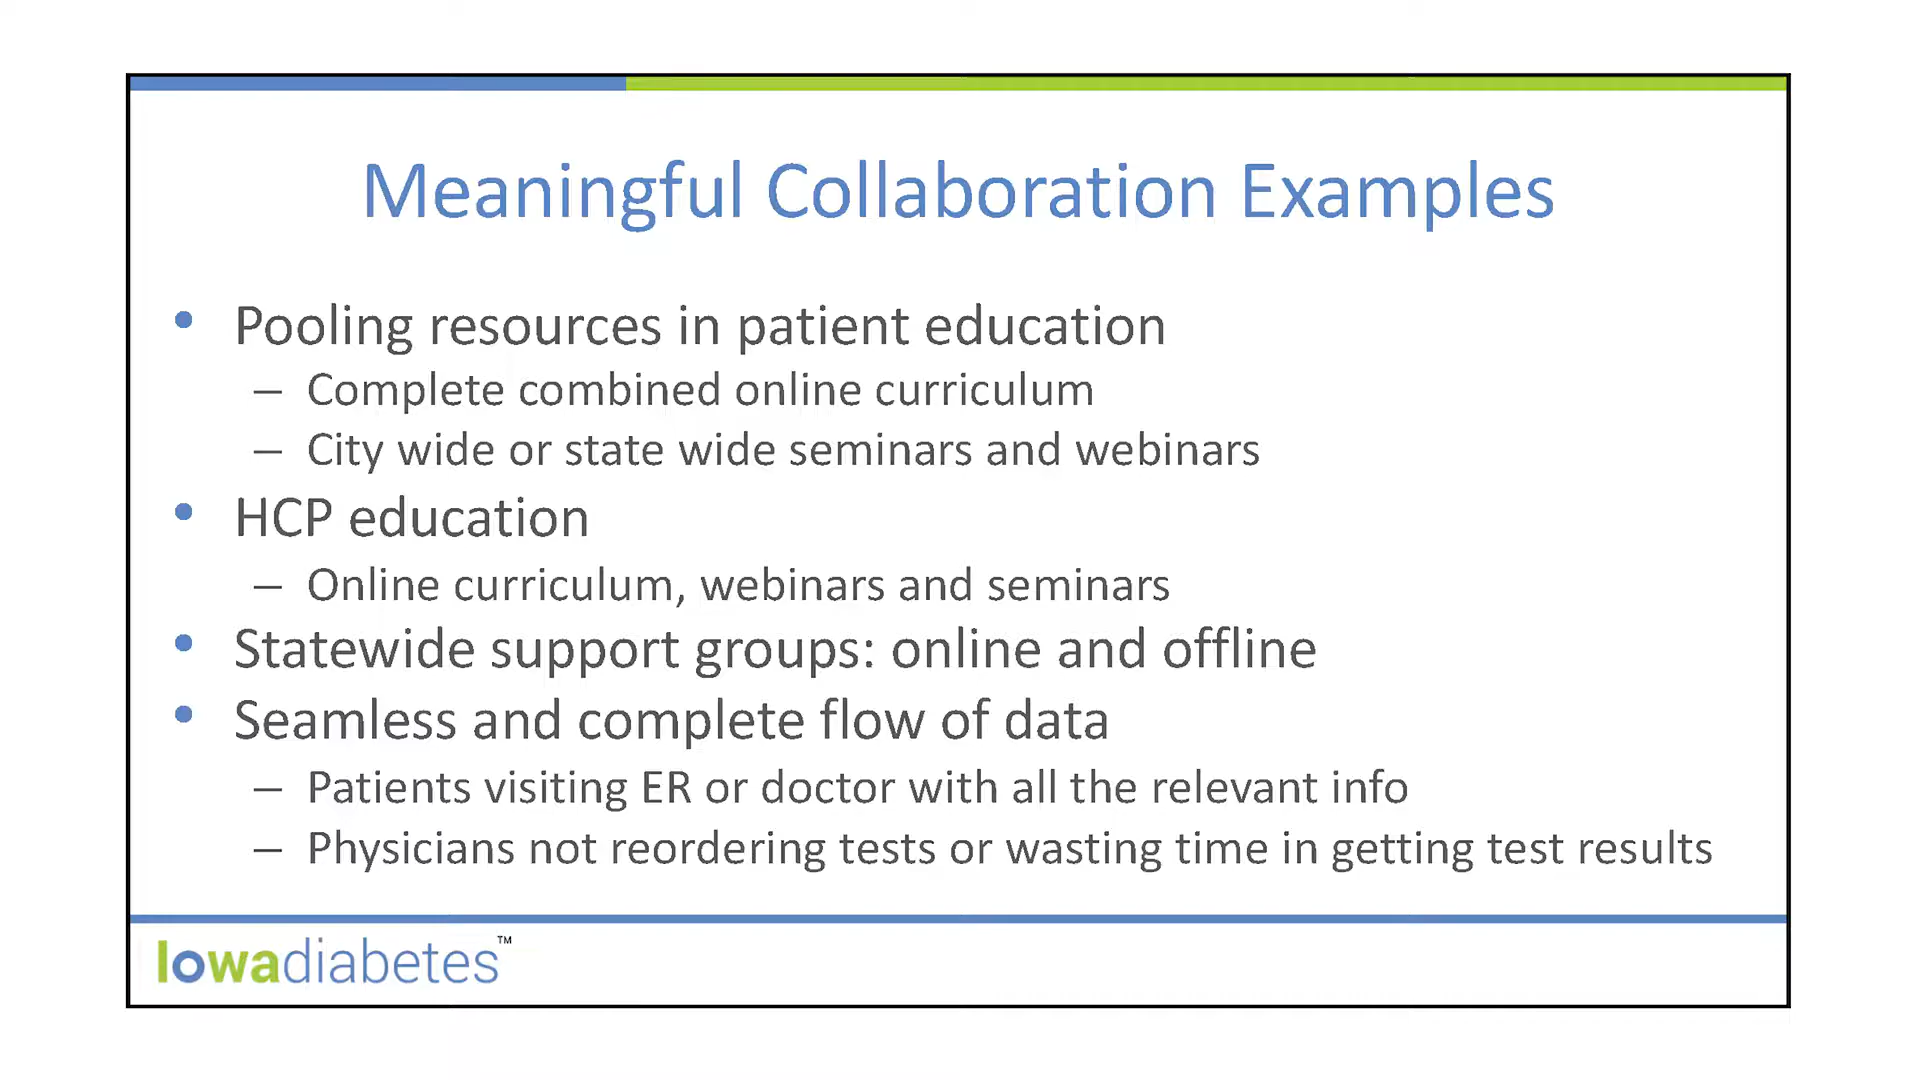 Meaningful Collaboration Examples
• Pooling resources in patient education
– Complete combined online curriculum
– City wide or state wide seminars and webinars
• HCP education
– Online curriculum, webinars and seminars
• Statewide support groups: online and offline
• Seamless and complete flow of data
– Patients visiting ER or doctor with all the relevant info
– Physicians not reordering tests or wasting time in getting test results
Iowadiabetes™